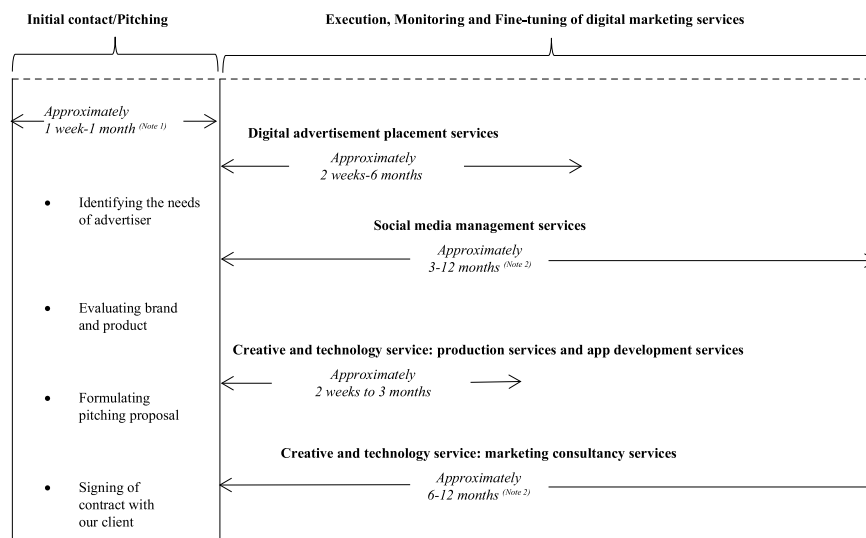 Initial contact/Pitching
Execution, Monitoring and Fine-tuning of digital marketing services
Approximately
1 week-1 month (Note 1)
• Identifying the needs
of advertiser
• Evaluating brand
and product
• Formulating
pitching proposal
• Signing of
contract with
our client
Digital advertisement placement services
Approximately
2 weeks-6 months
Social media management services
Approximately
3-12 months (Note 2)
Creative and technology service: production services and app development services
Approximately
2 weeks to 3 months
Creative and technology service: marketing consultancy services
Approximately
6-12 months (Note 2)